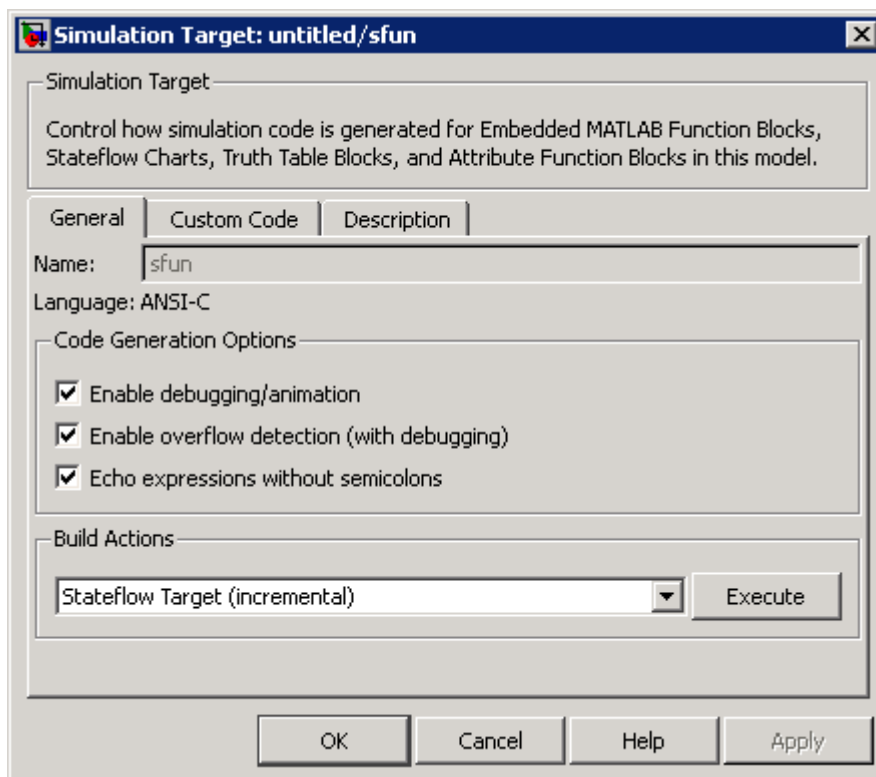 Simulation Target: untitled/sfun
Simulation Target
Control how simulation code is generated for Embedded MATLAB Function Blocks,
Stateflow Charts, Truth Table Blocks, and Attribute Function Blocks in this model.
General Custom Code Description
Name: sfun
Language: ANSI-C
Code Generation Options
Enable debugging/animation
Enable overflow detection (with debugging)
Echo expressions without semicolons
Build Actions
Stateflow Target (incremental) Execute
OK Cancel Help Apply